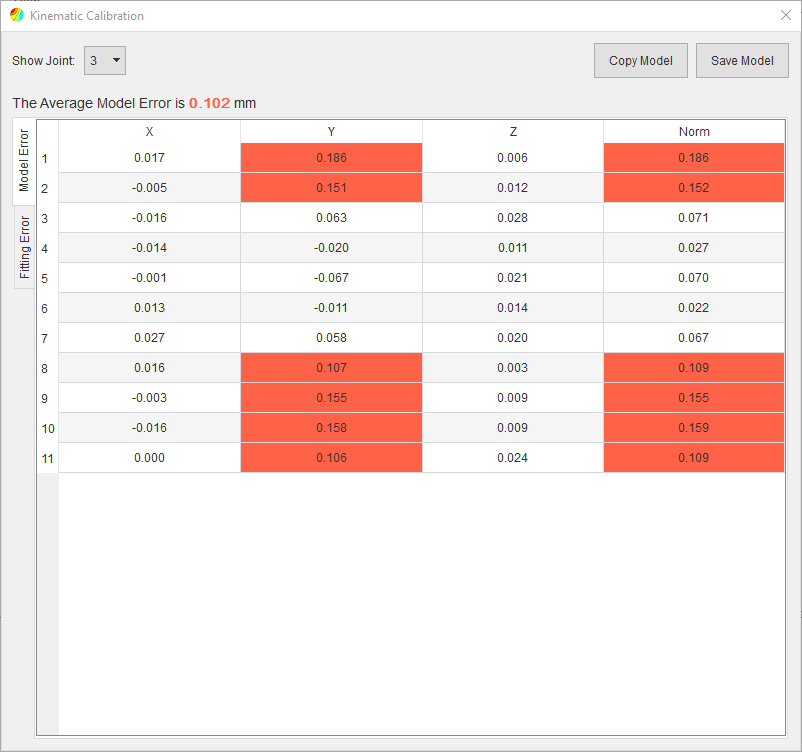 Kinematic Calibration
Show Joint: 3 Copy Model Save Model
The Average Model Error is 0.102 mm
Model Error
Fitting Error
X Y Z Norm
1 0.017 0.186 0.006 0.186
2 -0.005 0.151 0.012 0.152
3 -0.016 0.063 0.028 0.071
4 -0.014 -0.020 0.011 0.027
5 -0.001 -0.067 0.021 0.070
6 0.013 -0.011 0.014 0.022
7 0.027 0.058 0.020 0.067
8 0.016 0.107 0.003 0.109
9 -0.003 0.155 0.009 0.155
10 -0.016 0.158 0.009 0.159
11 0.000 0.106 0.024 0.109